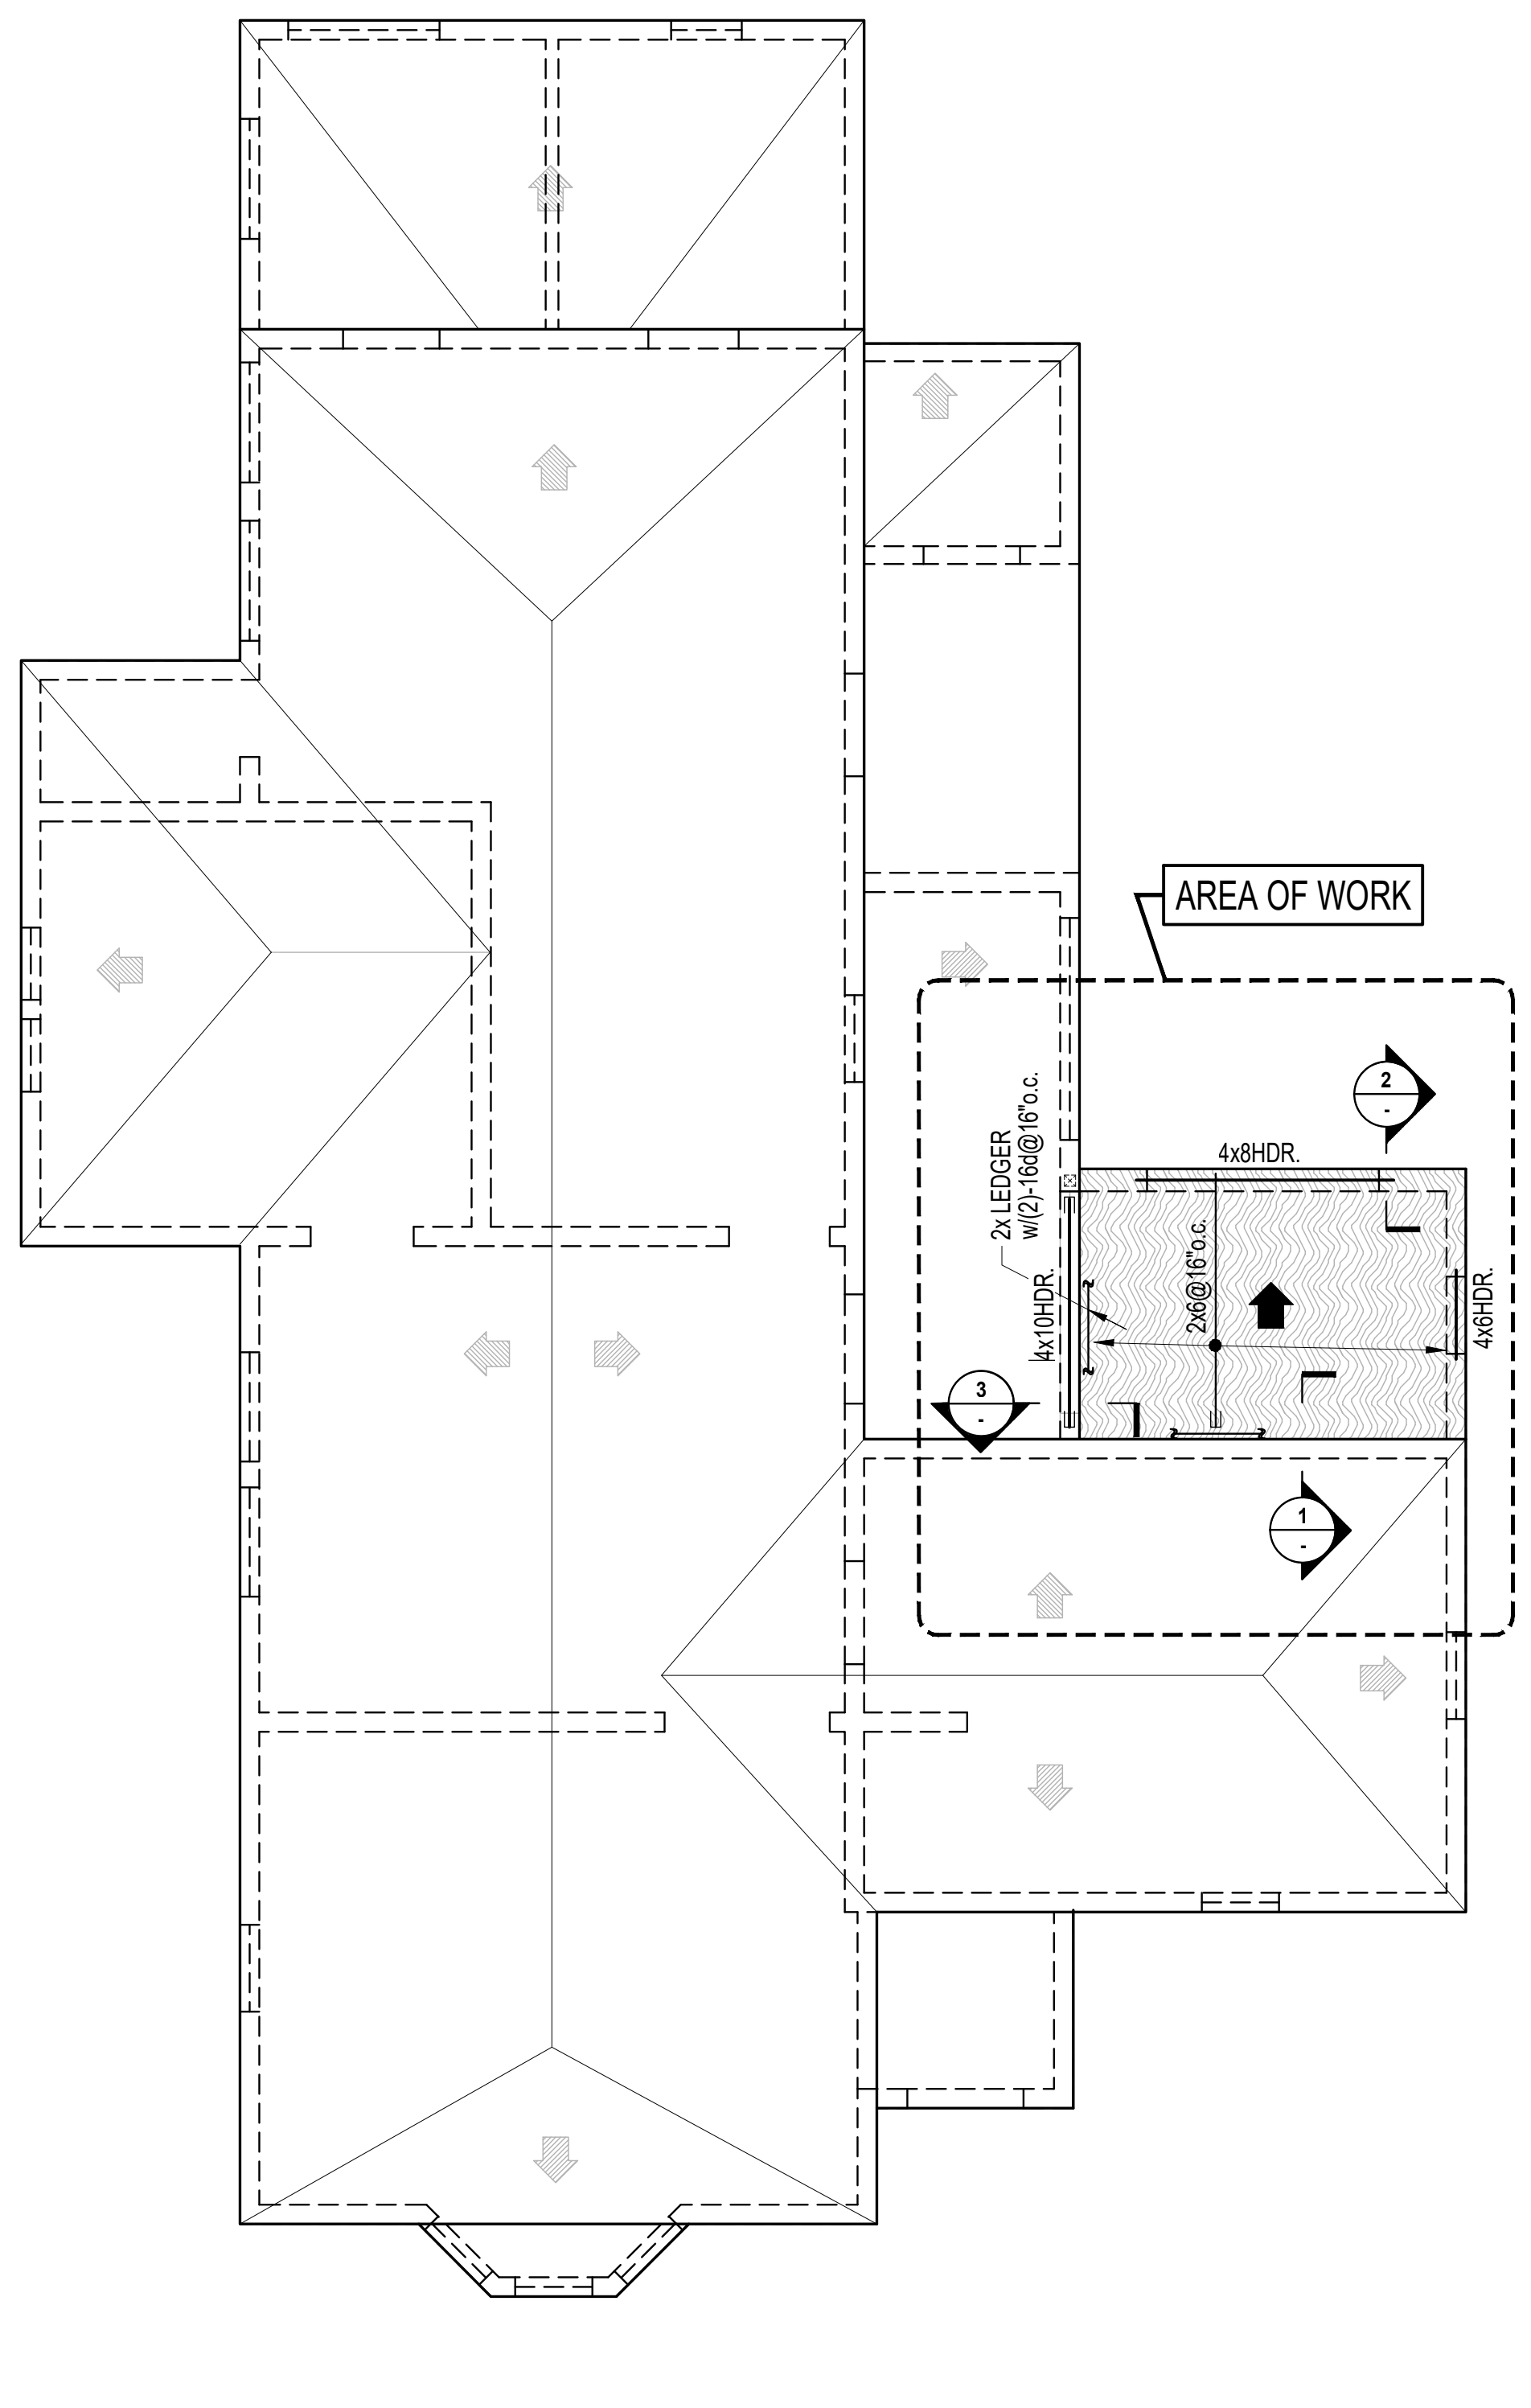 AREA OF WORK
2
-
4x8HDR.
2x LEDGER
w/(2)-16d@16"o.c.
4x10HDR.
2x6@16"o.c.
4x6HDR.
3
-
1
-